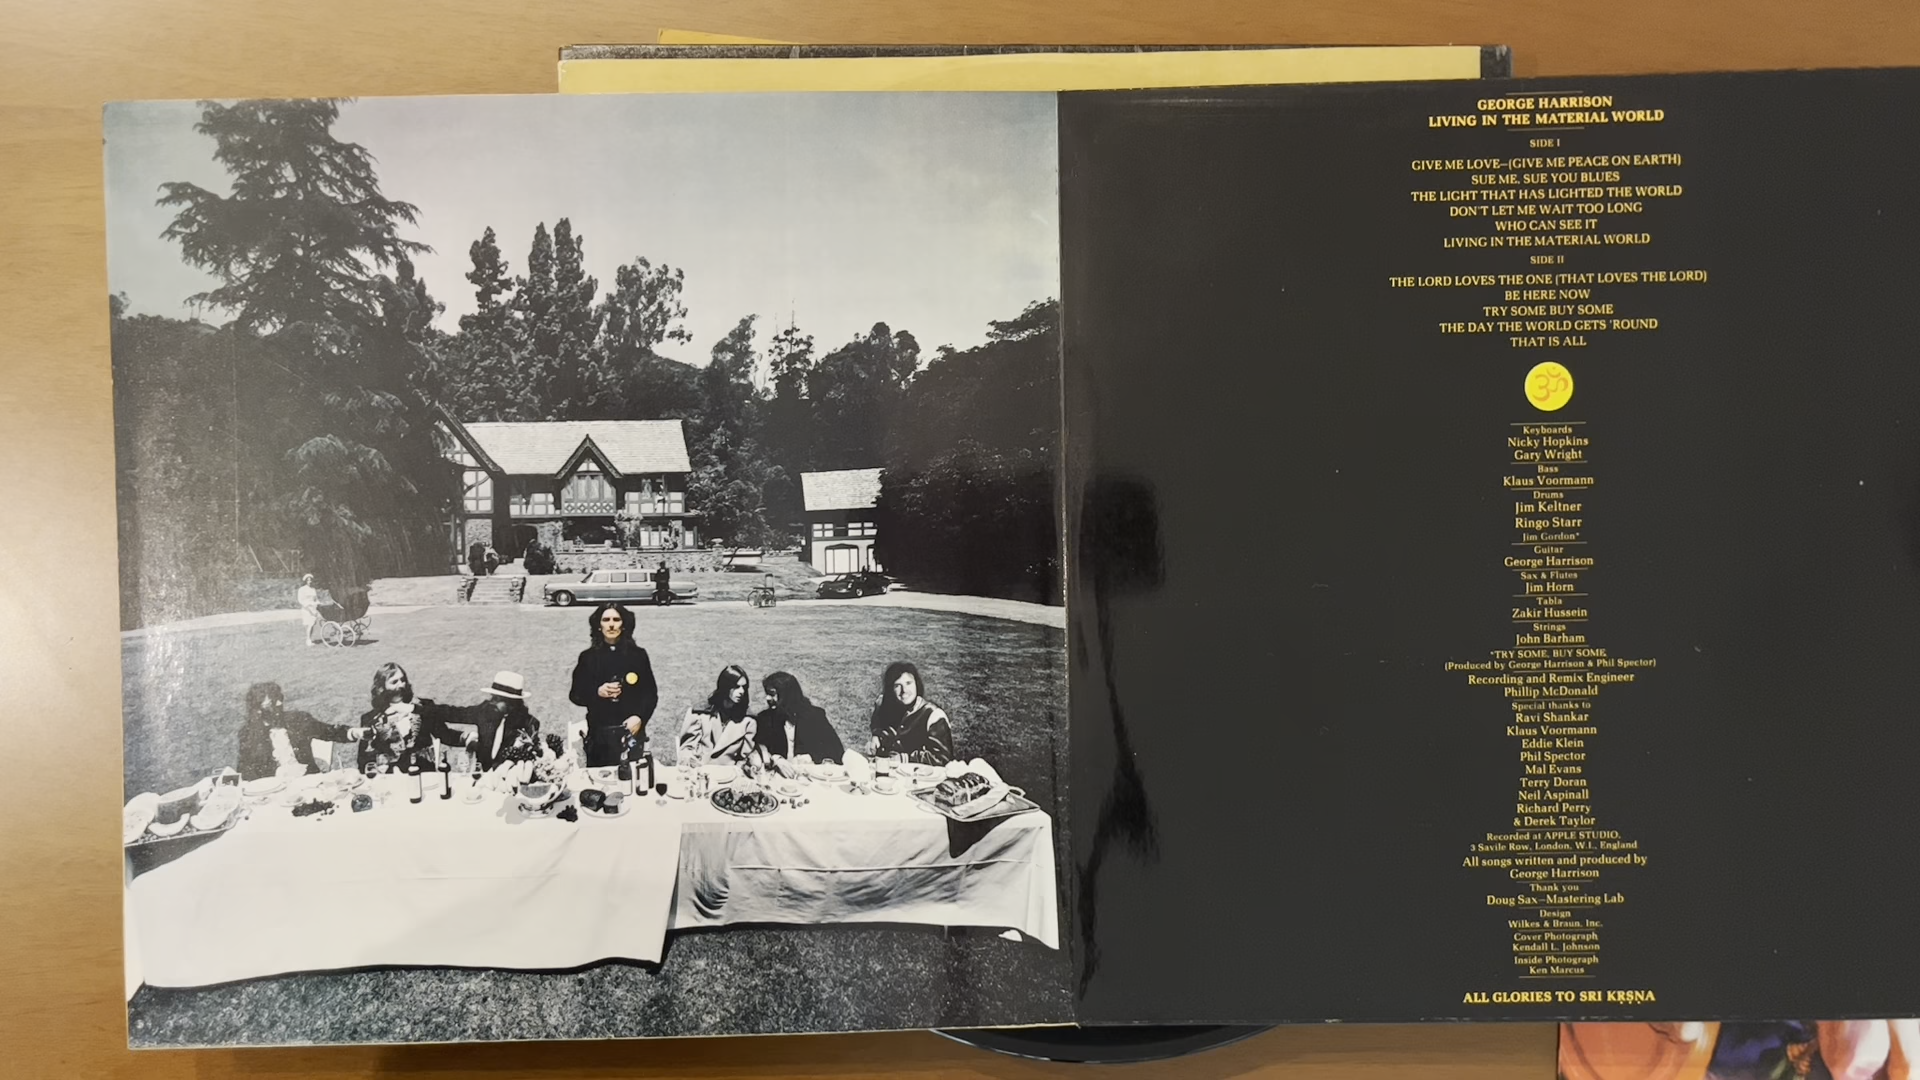 GEORGE HARRISON
LIVING IN THE MATERIAL WORLD
SIDE I
GIVE ME LOVE—(GIVE ME PEACE ON EARTH)
SUE ME, SUE YOU BLUES
THE LIGHT THAT HAS LIGHTED THE WORLD
DON'T LET ME WAIT TOO LONG
WHO CAN SEE IT
LIVING IN THE MATERIAL WORLD
SIDE II
THE LORD LOVES THE ONE (THAT LOVES THE LORD)
BE HERE NOW
TRY SOME BUY SOME
THE DAY THE WORLD GETS 'ROUND
THAT IS ALL
ॐ
Keyboards
Nicky Hopkins
Gary Wright
Bass
Klaus Voormann
Drums
Jim Keltner
Ringo Starr
Jim Gordon*
Guitar
George Harrison
Sax & Flutes
Jim Horn
Tabla
Zakir Hussein
Strings
John Barham
*TRY SOME, BUY SOME
(Produced by George Harrison & Phil Spector)
Recording and Remix Engineer
Phillip McDonald
Special thanks to
Ravi Shankar
Klaus Voormann
Eddie Klein
Phil Spector
Mal Evans
Terry Doran
Neil Aspinall
Richard Perry
& Derek Taylor
Recorded at APPLE STUDIO,
3 Savile Row, London, W.I., England
All songs written and produced by
George Harrison
Thank you
Doug Sax—Mastering Lab
Design
Wilkes & Braun, Inc.
Cover Photograph
Kendall L. Johnson
Inside Photograph
Ken Marcus
ALL GLORIES TO SRI KṚṢṆA